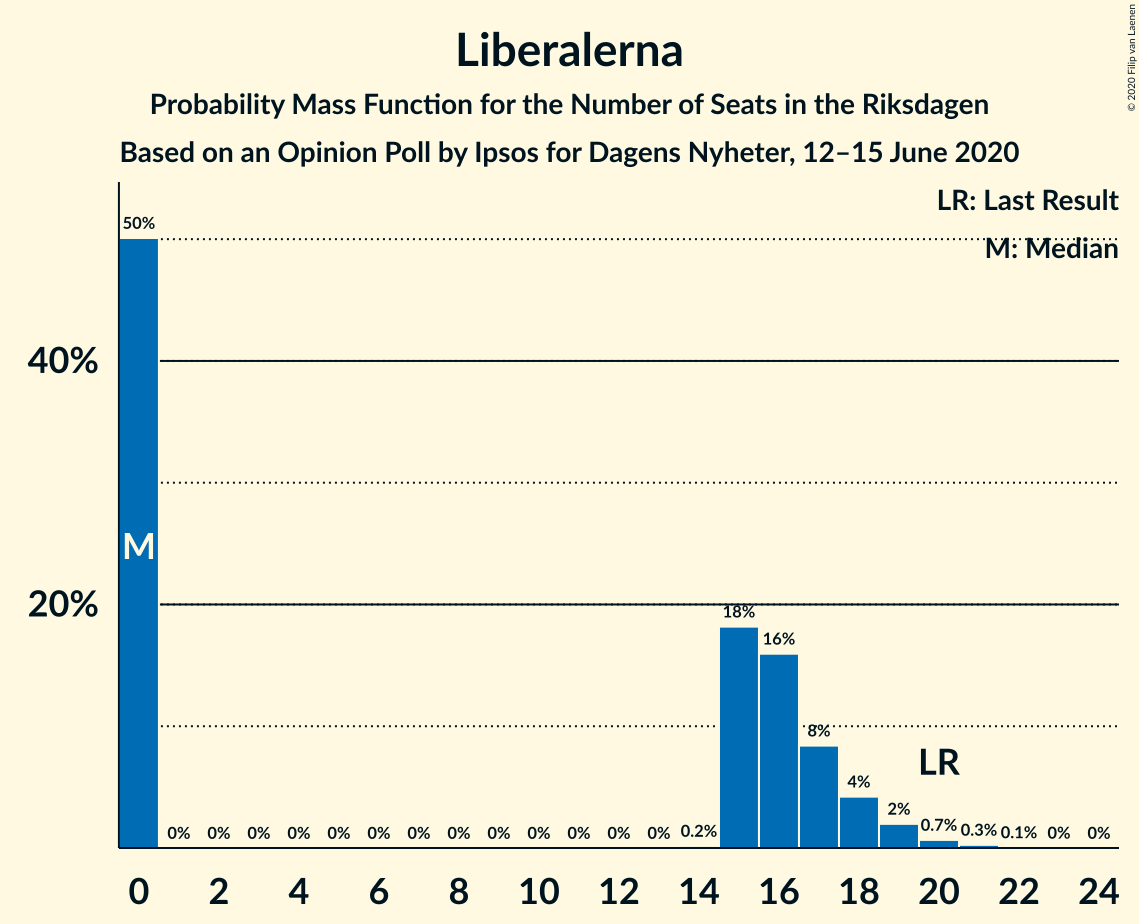 Liberalerna
Probability Mass Function for the Number of Seats in the Riksdagen
Based on an Opinion Poll by Ipsos for Dagens Nyheter, 12–15 June 2020
© 2020 Filip van Laenen
LR: Last Result
M: Median
50%
40%
M
20%
18%
16%
8%
LR
4%
2%
0% 0% 0% 0% 0% 0% 0% 0% 0% 0% 0% 0% 0% 0.2% 0.7% 0.3% 0.1% 0% 0%
0 2 4 6 8 10 12 14 16 18 20 22 24